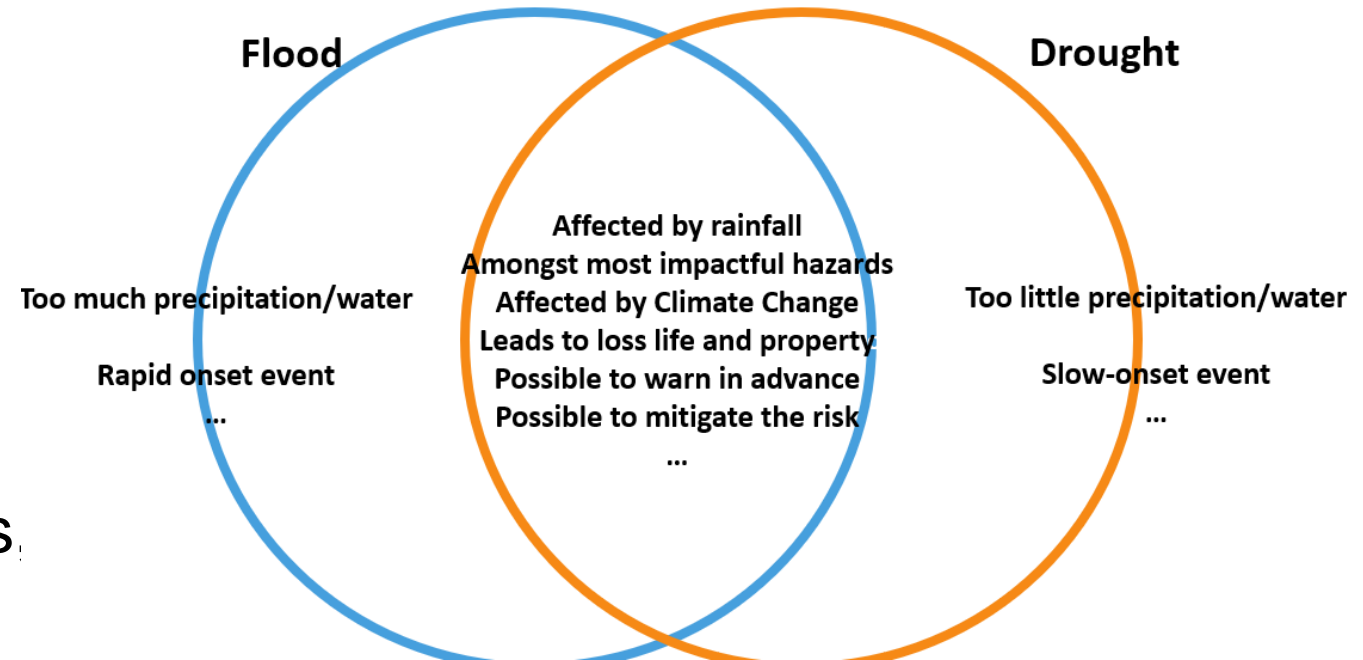 Flood
Drought
Too much precipitation/water
Rapid onset event
...
Affected by rainfall
Amongst most impactful hazards
Affected by Climate Change
Leads to loss life and property
Possible to warn in advance
Possible to mitigate the risk
...
Too little precipitation/water
Slow-onset event
...
s,